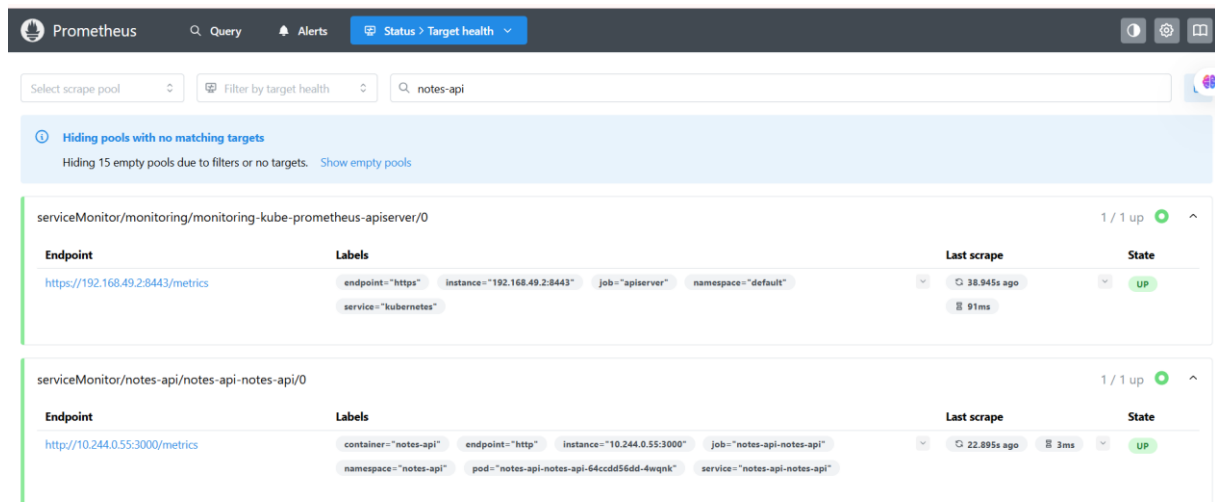 Prometheus Query Alerts Status > Target health
Select scrape pool Filter by target health notes-api
Hiding pools with no matching targets
Hiding 15 empty pools due to filters or no targets. Show empty pools
serviceMonitor/monitoring/monitoring-kube-prometheus-apiserver/0 1 / 1 up
Endpoint Labels Last scrape State
https://192.168.49.2:8443/metrics endpoint="https" instance="192.168.49.2:8443" job="apiserver" namespace="default" 38.945s ago UP
service="kubernetes" 91ms
serviceMonitor/notes-api/notes-api-notes-api/0 1 / 1 up
Endpoint Labels Last scrape State
http://10.244.0.55:3000/metrics container="notes-api" endpoint="http" instance="10.244.0.55:3000" job="notes-api-notes-api" 22.895s ago 3ms UP
namespace="notes-api" pod="notes-api-notes-api-64ccdd56dd-4wqnk" service="notes-api-notes-api"